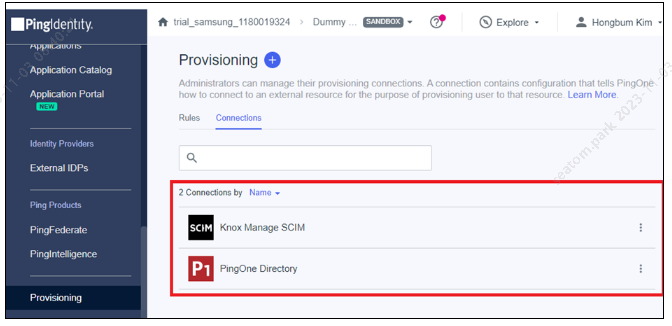 PingIdentity.
trial_samsung_1180019324 > Dummy ... SANDBOX
?
Explore
Hongbum Kim
Applications
Application Catalog
Application Portal
NEW
Identity Providers
External IDPs
Ping Products
PingFederate
PingIntelligence
Provisioning
Provisioning
Administrators can manage their provisioning connections. A connection contains configuration that tells PingOne
how to connect to an external resource for the purpose of provisioning user to that resource. Learn More.
Rules Connections
2 Connections by Name
SCIM Knox Manage SCIM
P1 PingOne Directory